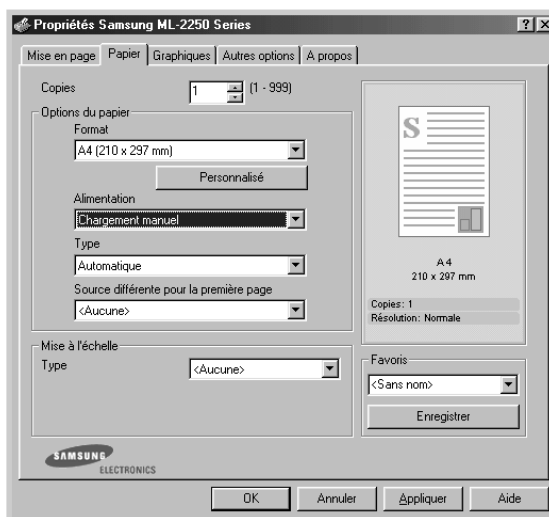 Propriétés Samsung ML-2250 Series
Mise en page Papier Graphiques Autres options A propos
Copies 1 (1 - 999)
Options du papier
Format
A4 (210 x 297 mm)
Personnalisé
Alimentation
Chargement manuel
Type
Automatique
Source différente pour la première page
<Aucune>
S
A4
210 x 297 mm
Copies: 1
Résolution: Normale
Mise à l'échelle
Type <Aucune>
Favoris
<Sans nom>
Enregistrer
SAMSUNG
ELECTRONICS
OK Annuler Appliquer Aide